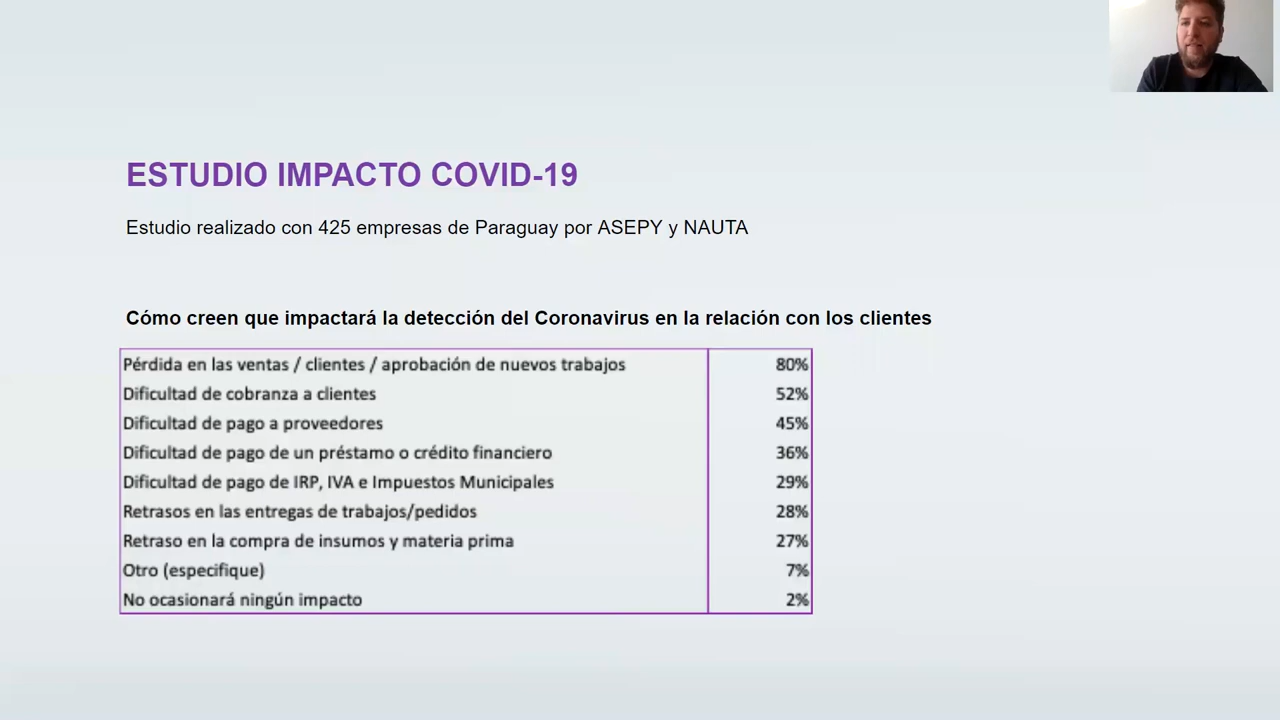 ESTUDIO IMPACTO COVID-19
Estudio realizado con 425 empresas de Paraguay por ASEPY y NAUTA
Cómo creen que impactará la detección del Coronavirus en la relación con los clientes
Pérdida en las ventas / clientes / aprobación de nuevos trabajos 80%
Dificultad de cobranza a clientes 52%
Dificultad de pago a proveedores 45%
Dificultad de pago de un préstamo o crédito financiero 36%
Dificultad de pago de IRP, IVA e Impuestos Municipales 29%
Retrasos en las entregas de trabajos/pedidos 28%
Retraso en la compra de insumos y materia prima 27%
Otro (especifique) 7%
No ocasionará ningún impacto 2%